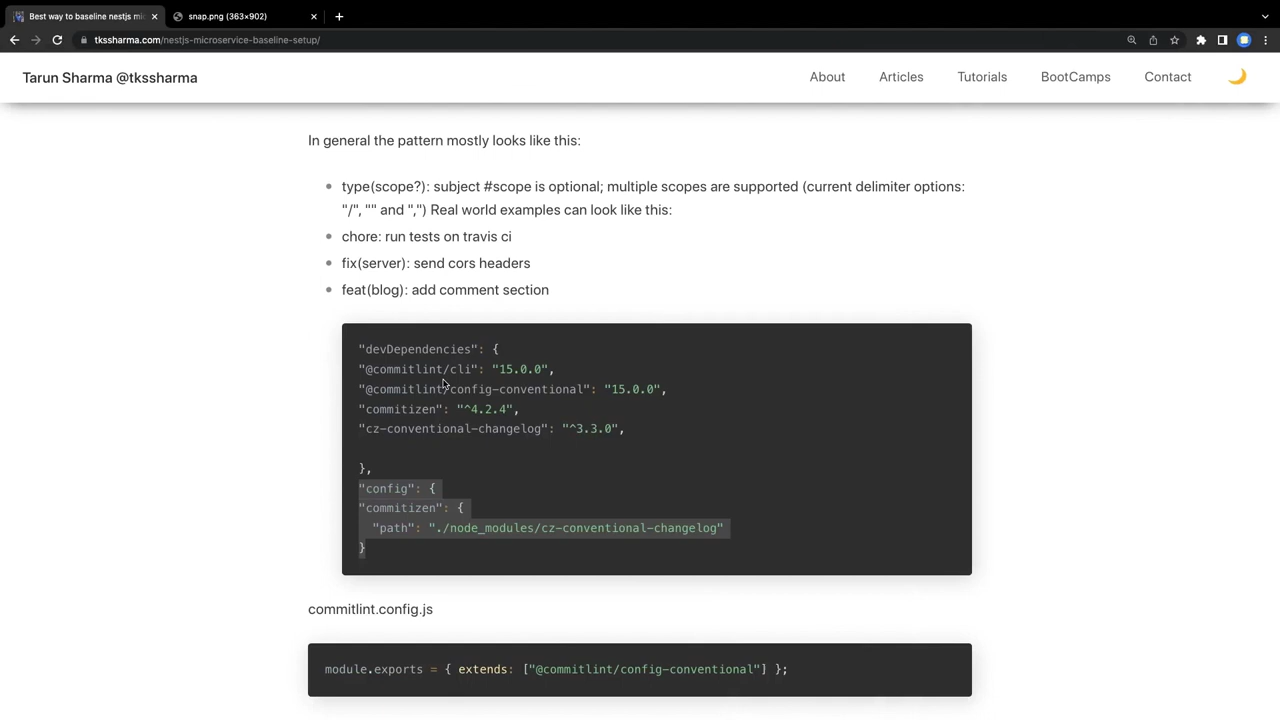 Best way to baseline nestjs mi
snap.png (363×902)
tkssharma.com/nestjs-microservice-baseline-setup/
Tarun Sharma @tkssharma
About
Articles
Tutorials
BootCamps
Contact
In general the pattern mostly looks like this:
type(scope?): subject #scope is optional; multiple scopes are supported (current delimiter options:
"/", "" and ",") Real world examples can look like this:
chore: run tests on travis ci
fix(server): send cors headers
feat(blog): add comment section
"devDependencies": {
"@commitlint/cli": "15.0.0",
"@commitlint/config-conventional": "15.0.0",
"commitizen": "^4.2.4",
"cz-conventional-changelog": "^3.3.0",
},
"config": {
"commitizen": {
"path": "./node_modules/cz-conventional-changelog"
}
commitlint.config.js
module.exports = { extends: ["@commitlint/config-conventional"] };